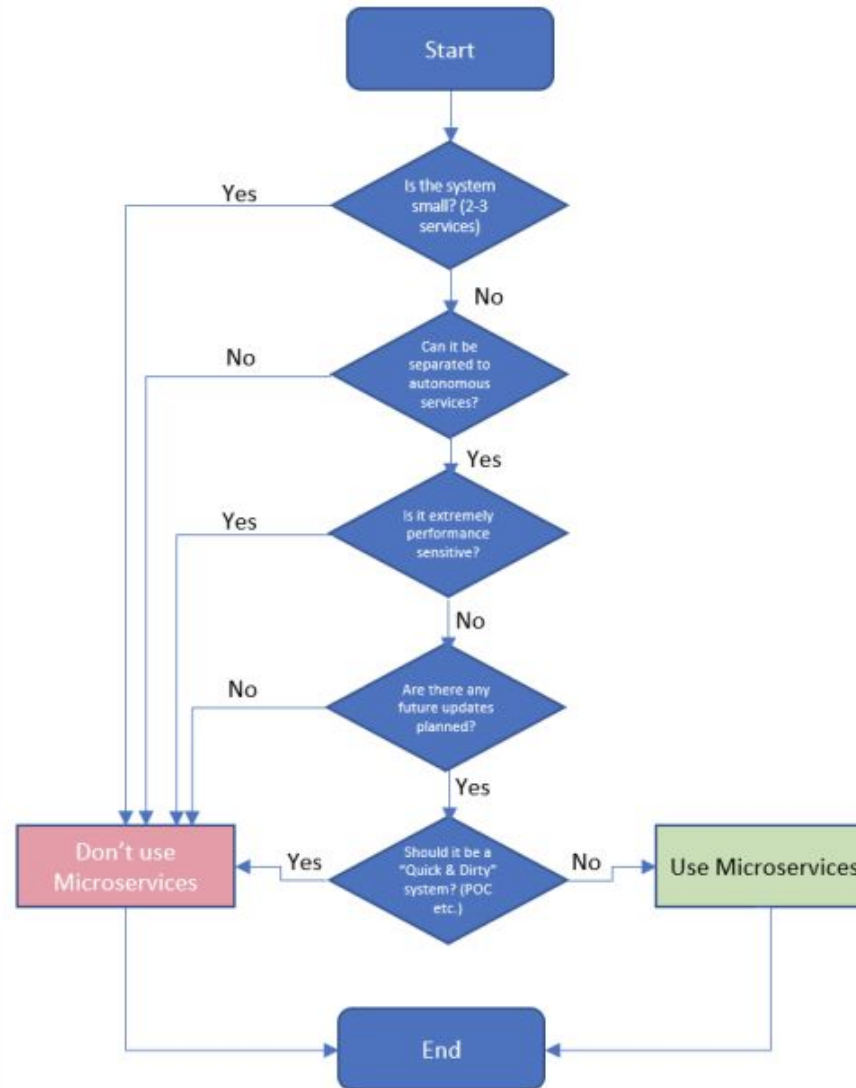 Start
Is the system
small? (2-3
services)
Yes
No
Can it be
separated to
autonomous
services?
No
Yes
Is it extremely
performance
sensitive?
Yes
No
Are there any
future updates
planned?
No
Yes
Don't use
Microservices
Yes
Should it be a
"Quick & Dirty"
system? (POC
etc.)
No
Use Microservices
End